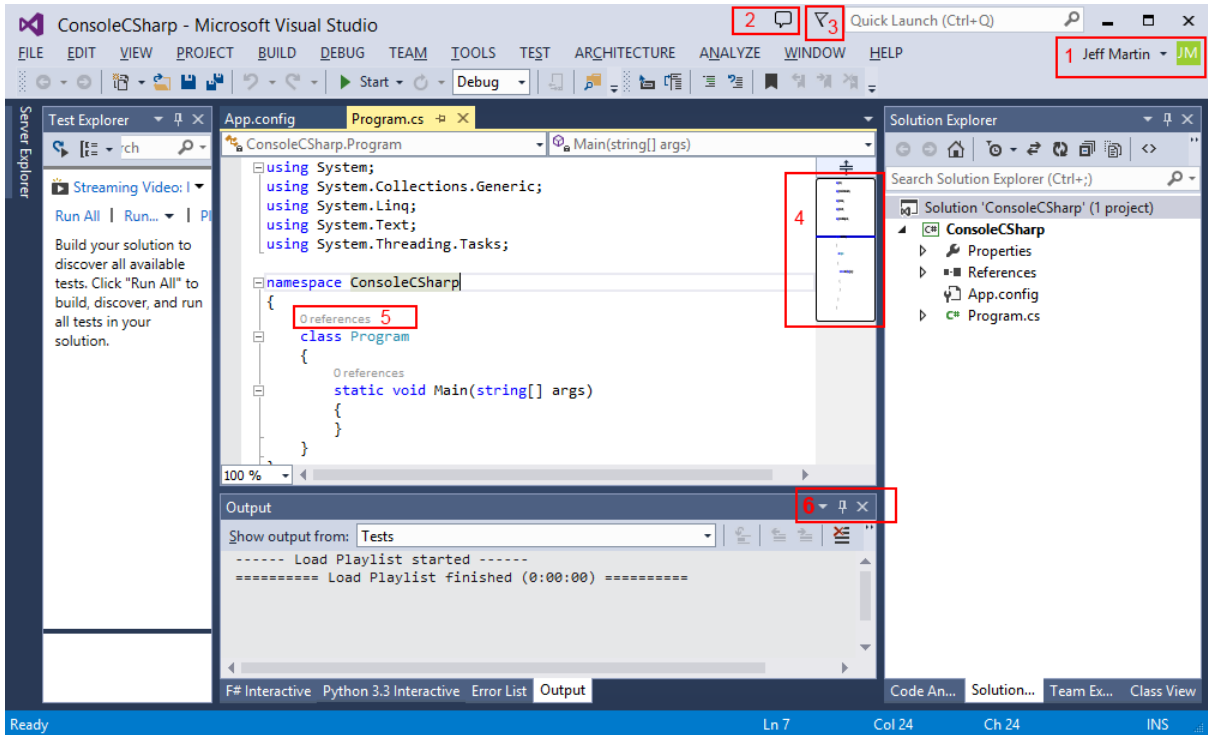 ConsoleCSharp - Microsoft Visual Studio
2
3
Quick Launch (Ctrl+Q)
FILE EDIT VIEW PROJECT BUILD DEBUG TEAM TOOLS TEST ARCHITECTURE ANALYZE WINDOW HELP
1 Jeff Martin JM
Start Debug
Server Explorer
Test Explorer
rch
Streaming Video: I
Run All | Run... | Pl
Build your solution to
discover all available
tests. Click "Run All" to
build, discover, and run
all tests in your
solution.
App.config Program.cs
ConsoleCSharp.Program Main(string[] args)
using System;
using System.Collections.Generic;
using System.Linq;
using System.Text;
using System.Threading.Tasks;
namespace ConsoleCSharp
{
0 references 5
class Program
{
0 references
static void Main(string[] args)
{
}
}
4
100 %
Output
6
Show output from: Tests
------ Load Playlist started ------
========== Load Playlist finished (0:00:00) ==========
F# Interactive Python 3.3 Interactive Error List Output
Solution Explorer
Search Solution Explorer (Ctrl+;)
Solution 'ConsoleCSharp' (1 project)
C# ConsoleCSharp
Properties
References
App.config
C# Program.cs
Code An... Solution... Team Ex... Class View
Ready Ln 7 Col 24 Ch 24 INS